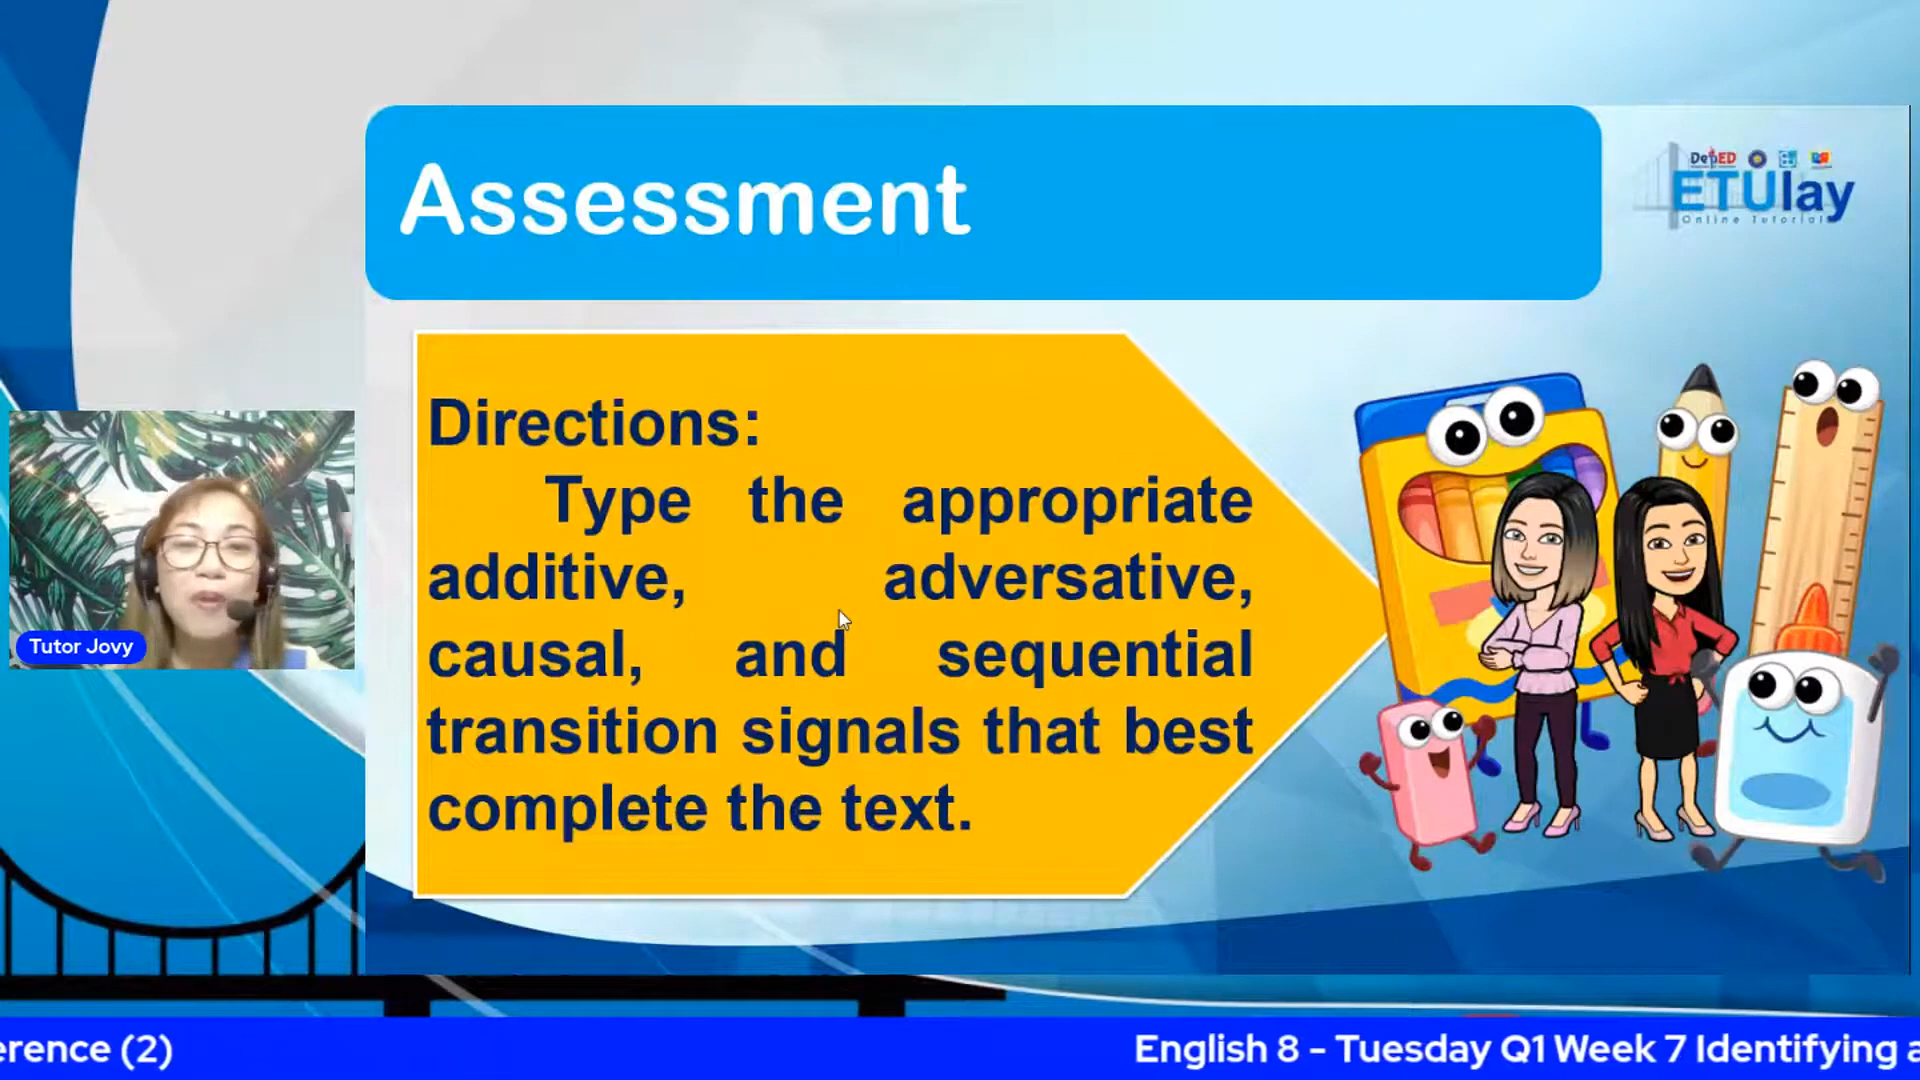 Assessment
DepED
ETUlay
Online Tutorial
Directions:
Type the appropriate
additive, adversative,
causal, and sequential
transition signals that best
complete the text.
Tutor Jovy
erence (2)
English 8 - Tuesday Q1 Week 7 Identifying a